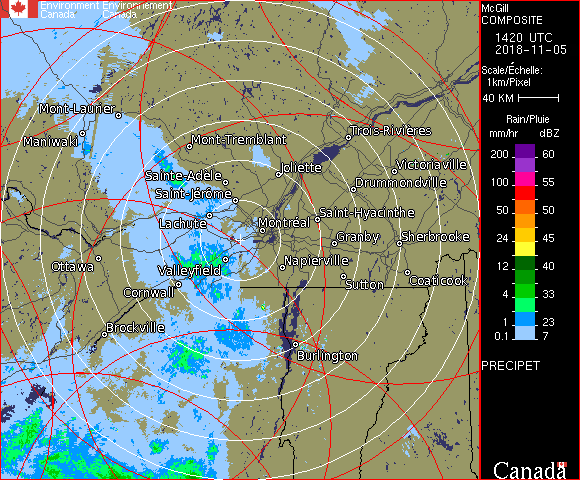 Environment Environnement
Canada Canada
McGill
COMPOSITE
1420 UTC
2018-11-05
Scale/Échelle:
1km/Pixel
40 KM
Rain/Pluie
mm/hr dBZ
200 60
100 55
50 50
24 45
12 40
4 33
1 23
0.1 7
PRECIPET
Canada
Mont-Laurier
Maniwaki
Mont-Tremblant
Trois-Rivières
Sainte-Adèle
Joliette
Victoriaville
Saint-Jérôme
Drummondville
Lachute
Montréal
Saint-Hyacinthe
Granby
Sherbrooke
Ottawa
Valleyfield
Napierville
Cornwall
Sutton
Coaticook
Brockville
Burlington